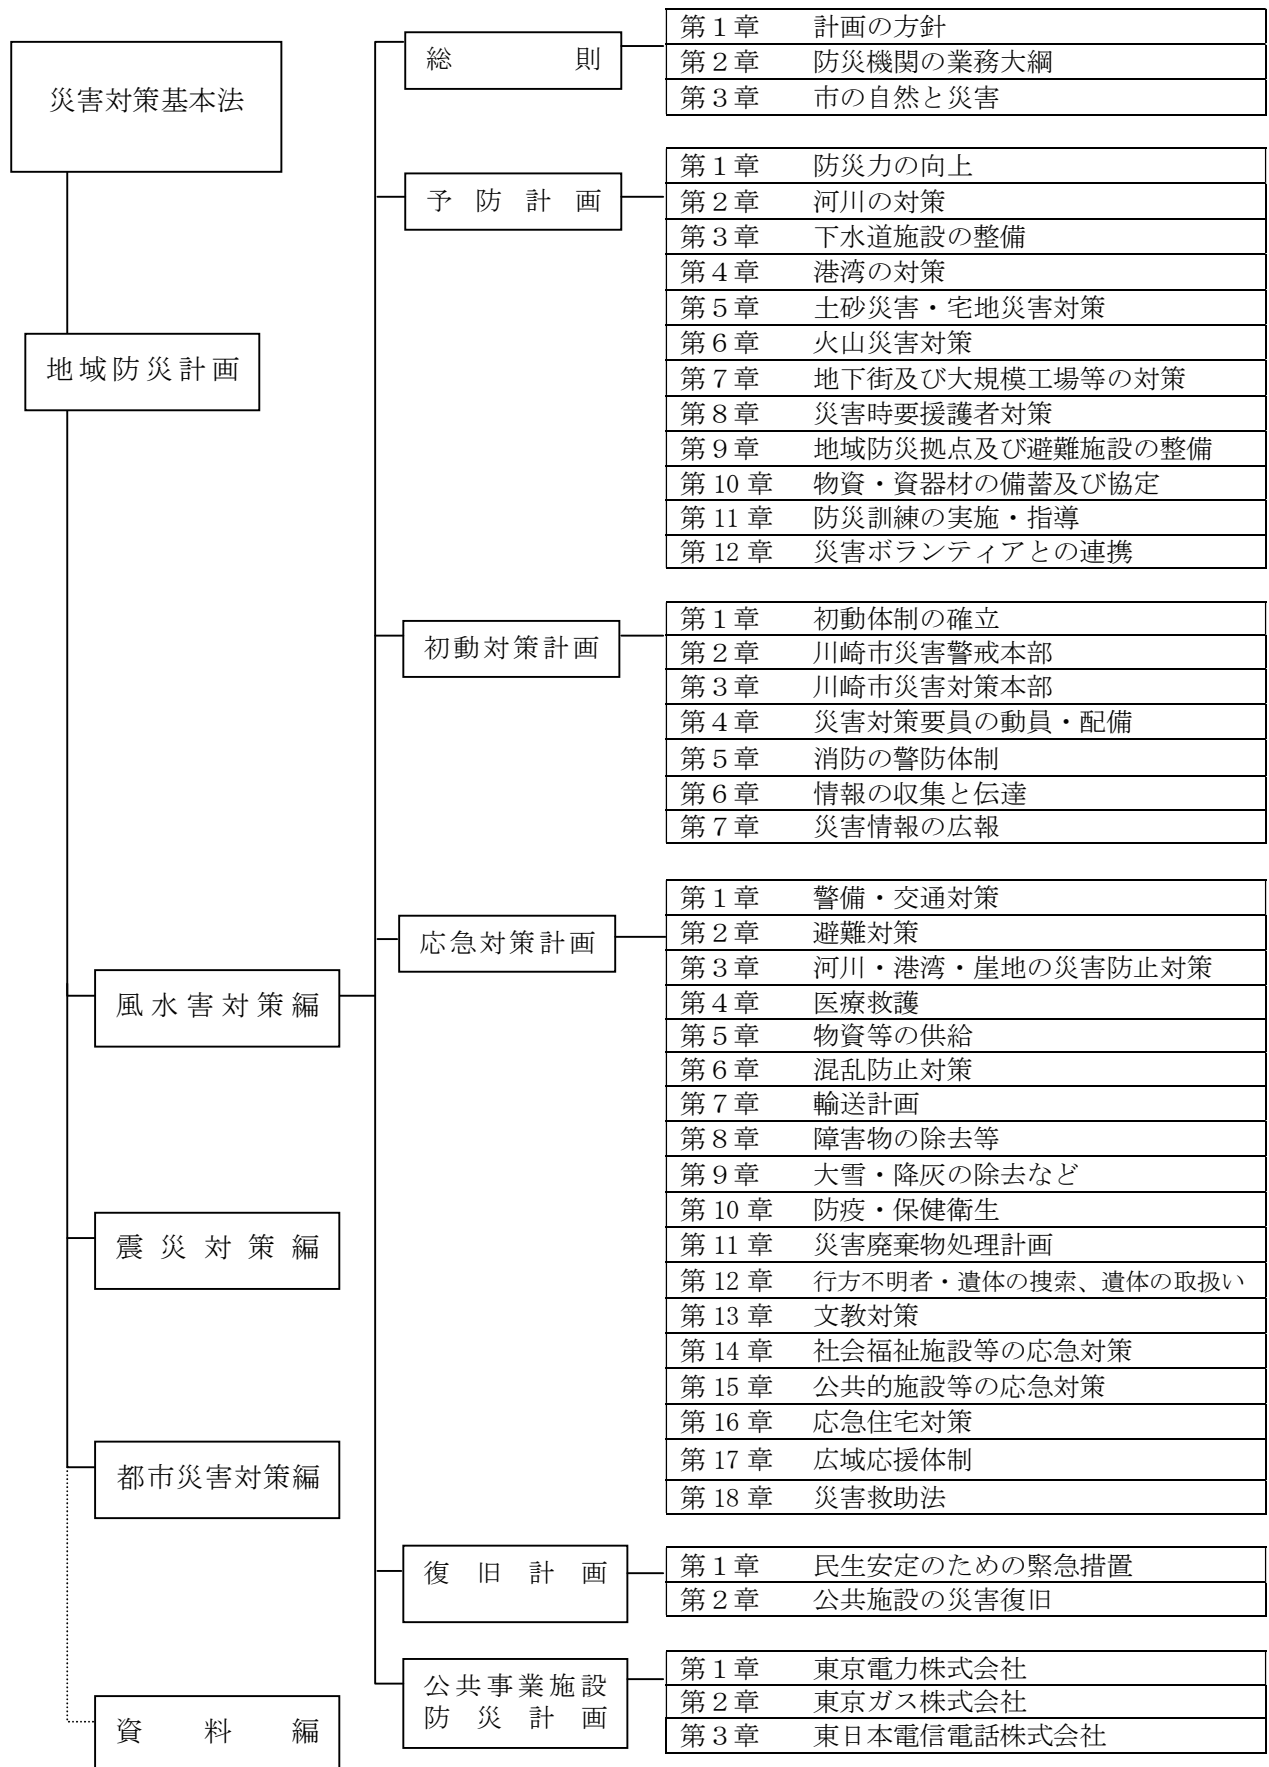 災害対策基本法
地域防災計画
風水害対策編
震災対策編
都市災害対策編
資料編
総則
第１章 計画の方針
第２章 防災機関の業務大綱
第３章 市の自然と災害
予防計画
第１章 防災力の向上
第２章 河川の対策
第３章 下水道施設の整備
第４章 港湾の対策
第５章 土砂災害・宅地災害対策
第６章 火山災害対策
第７章 地下街及び大規模工場等の対策
第８章 災害時要援護者対策
第９章 地域防災拠点及び避難施設の整備
第 10 章 物資・資器材の備蓄及び協定
第 11 章 防災訓練の実施・指導
第 12 章 災害ボランティアとの連携
初動対策計画
第１章 初動体制の確立
第２章 川崎市災害警戒本部
第３章 川崎市災害対策本部
第４章 災害対策要員の動員・配備
第５章 消防の警防体制
第６章 情報の収集と伝達
第７章 災害情報の広報
応急対策計画
第１章 警備・交通対策
第２章 避難対策
第３章 河川・港湾・崖地の災害防止対策
第４章 医療救護
第５章 物資等の供給
第６章 混乱防止対策
第７章 輸送計画
第８章 障害物の除去等
第９章 大雪・降灰の除去など
第 10 章 防疫・保健衛生
第 11 章 災害廃棄物処理計画
第 12 章 行方不明者・遺体の捜索、遺体の取扱い
第 13 章 文教対策
第 14 章 社会福祉施設等の応急対策
第 15 章 公共的施設等の応急対策
第 16 章 応急住宅対策
第 17 章 広域応援体制
第 18 章 災害救助法
復旧計画
第１章 民生安定のための緊急措置
第２章 公共施設の災害復旧
公共事業施設
防災計画
第１章 東京電力株式会社
第２章 東京ガス株式会社
第３章 東日本電信電話株式会社